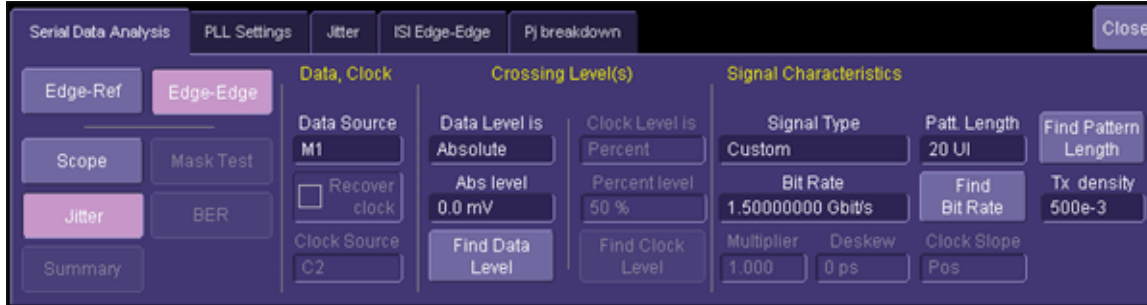 Serial Data Analysis
PLL Settings
Jitter
ISI Edge-Edge
Pj breakdown
Close
Edge-Ref
Edge-Edge
Scope
Mask Test
Jitter
BER
Summary
Data, Clock
Data Source
M1
Recover
clock
Clock Source
C2
Crossing Level(s)
Data Level is
Absolute
Abs level
0.0 mV
Find Data
Level
Clock Level is
Percent
Percent level
50 %
Find Clock
Level
Signal Characteristics
Signal Type
Custom
Patt. Length
20 UI
Find Pattern
Length
Bit Rate
1.50000000 Gbit/s
Find
Bit Rate
Tx density
500e-3
Multiplier
1.000
Deskew
0 ps
Clock Slope
Pos